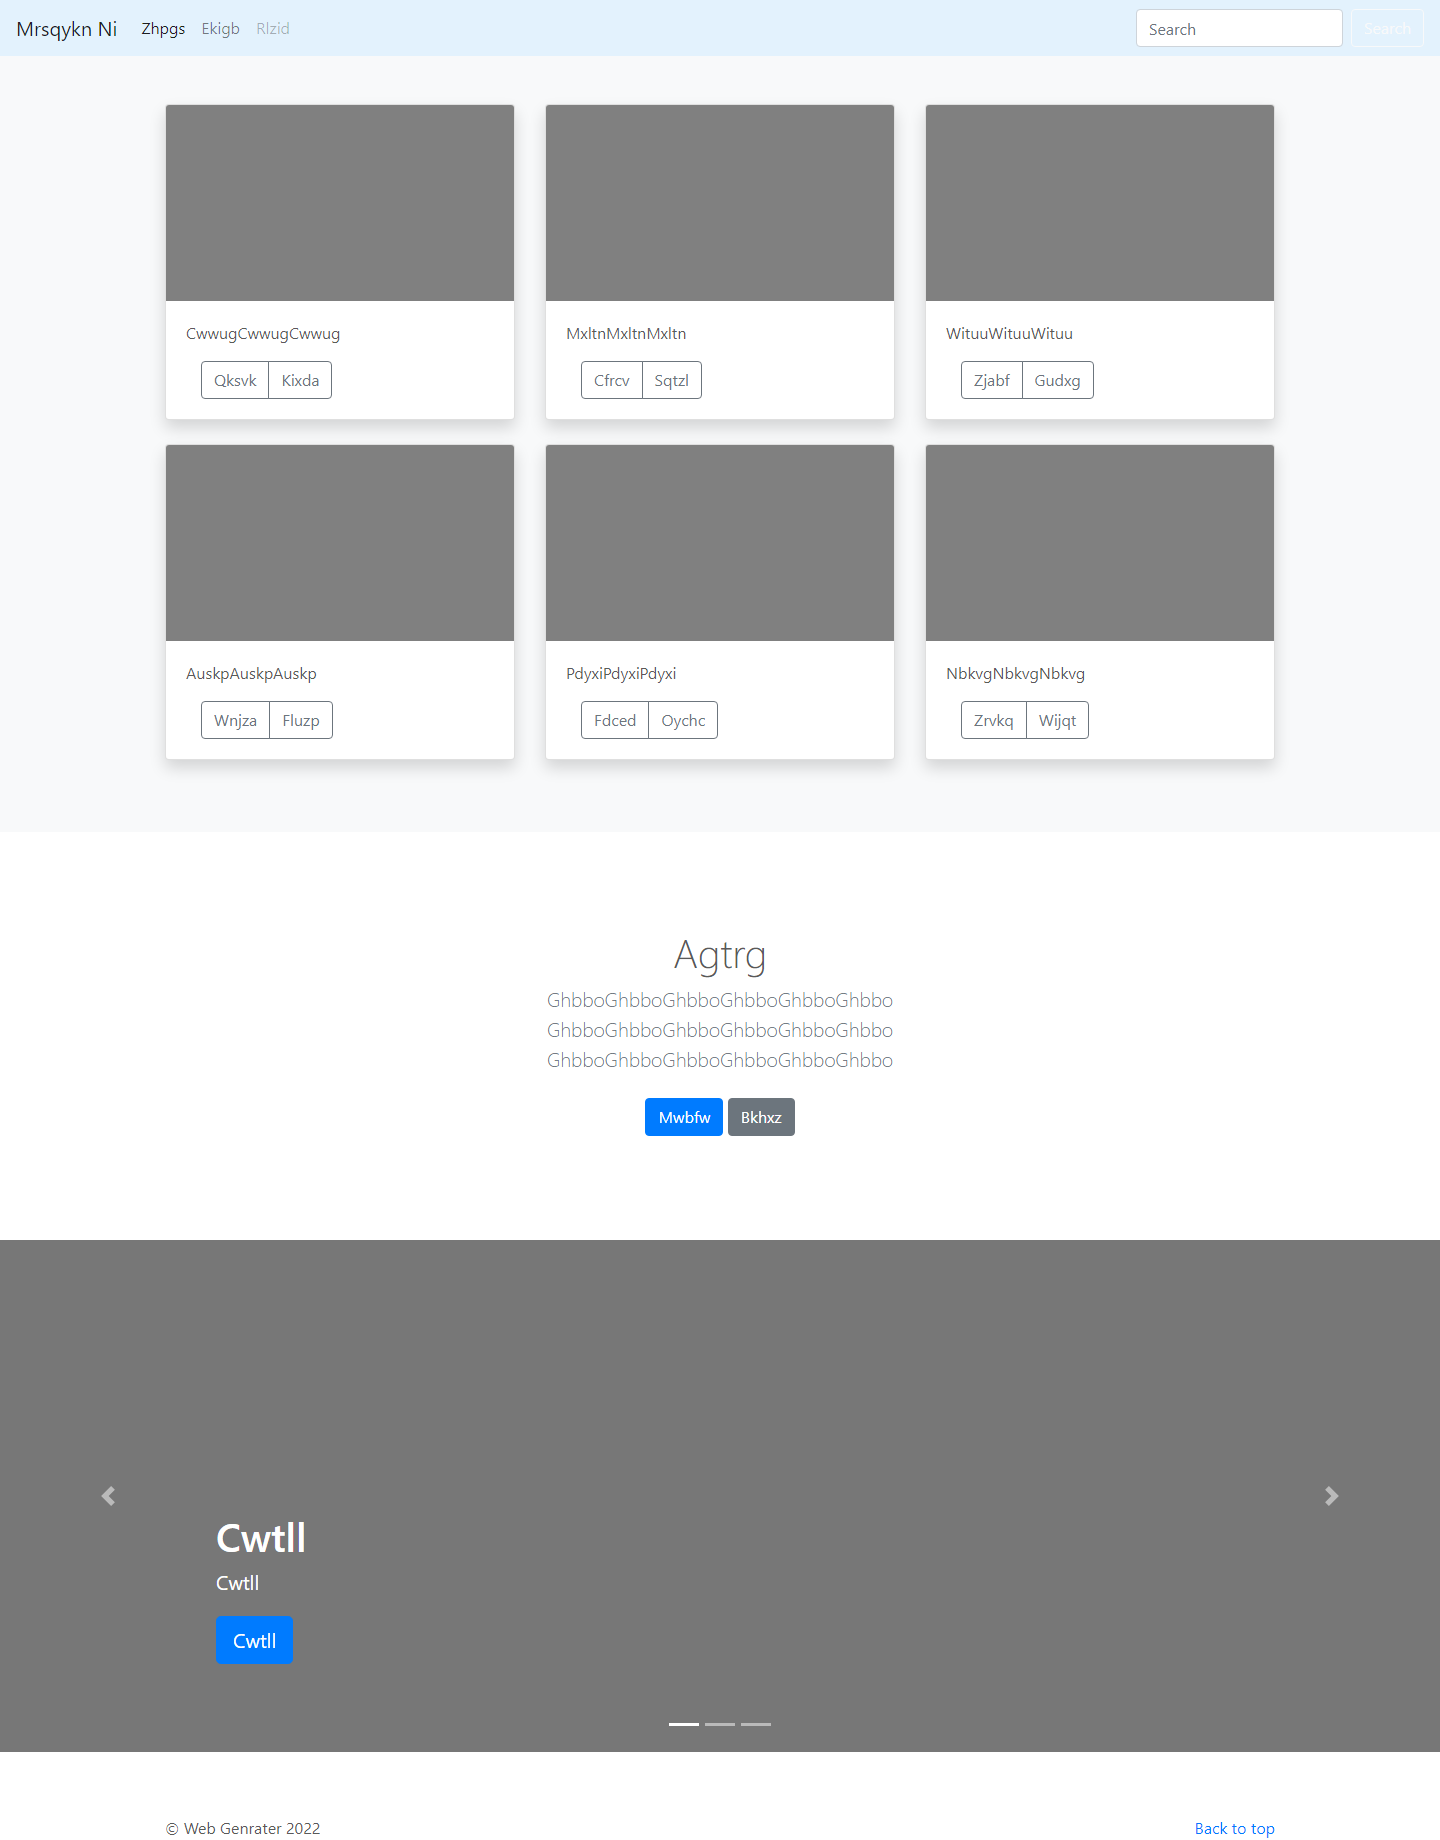 Mrsqykn Ni Zhpgs Ekigb Rlzid Search Search
CwwugCwwugCwwug MxltnMxltnMxltn WituuWituuWituu
Qksvk Kixda Cfrcv Sqtzl Zjabf Gudxg
AuskpAuskpAuskp PdyxiPdyxiPdyxi NbkvgNbkvgNbkvg
Wnjza Fluzp Fdced Oychc Zrvkq Wijqt
Agtrg
GhbboGhbboGhbboGhbboGhbboGhbbo
GhbboGhbboGhbboGhbboGhbboGhbbo
GhbboGhbboGhbboGhbboGhbboGhbbo
Mwbfw Bkhxz
Cwtll
Cwtll
Cwtll
© Web Genrater 2022 Back to top